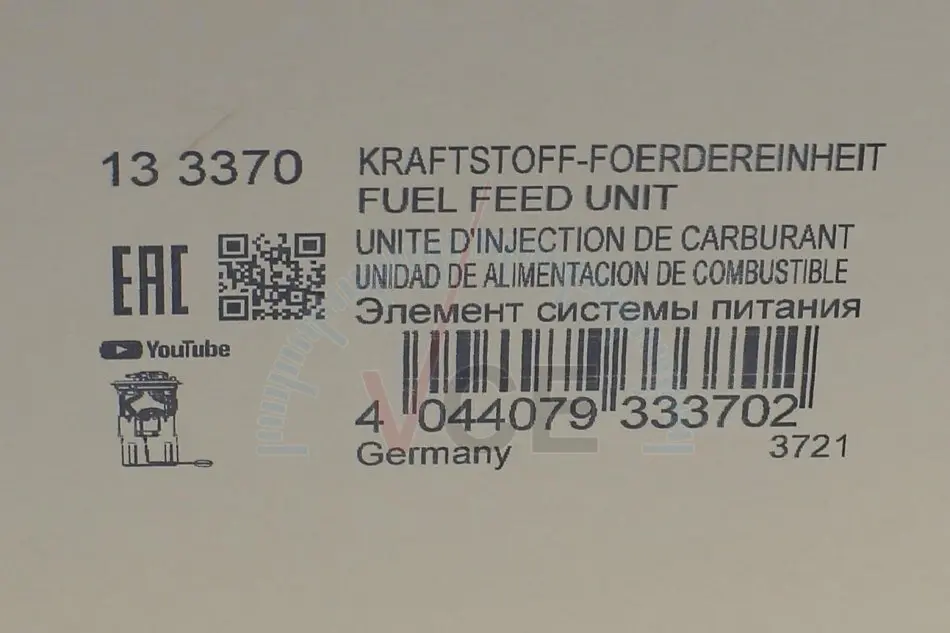 13 3370
KRAFTSTOFF-FOERDEREINHEIT
FUEL FEED UNIT
UNITE D'INJECTION DE CARBURANT
UNIDAD DE ALIMENTACION DE COMBUSTIBLE
Элемент системы питания
EAC
YouTube
4 044079 333702
Germany
3721
VCE